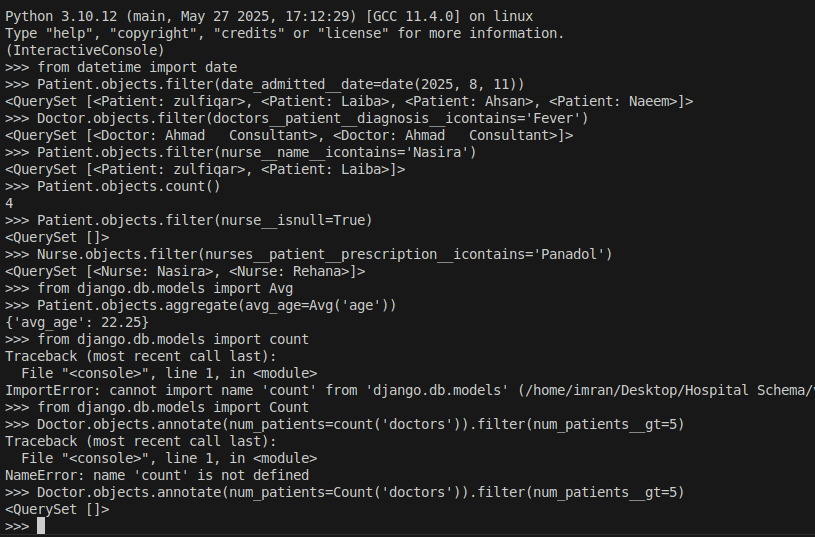 Python 3.10.12 (main, May 27 2025, 17:12:29) [GCC 11.4.0] on linux
Type "help", "copyright", "credits" or "license" for more information.
(InteractiveConsole)
>>> from datetime import date
>>> Patient.objects.filter(date_admitted__date=date(2025, 8, 11))
<QuerySet [<Patient: zulfiqar>, <Patient: Laiba>, <Patient: Ahsan>, <Patient: Naeem>]>
>>> Doctor.objects.filter(doctors__patient__diagnosis__icontains='Fever')
<QuerySet [<Doctor: Ahmad   Consultant>, <Doctor: Ahmad   Consultant>]>
>>> Patient.objects.filter(nurse__name__icontains='Nasira')
<QuerySet [<Patient: zulfiqar>, <Patient: Laiba>]>
>>> Patient.objects.count()
4
>>> Patient.objects.filter(nurse__isnull=True)
<QuerySet []>
>>> Nurse.objects.filter(nurses__patient__prescription__icontains='Panadol')
<QuerySet [<Nurse: Nasira>, <Nurse: Rehana>]>
>>> from django.db.models import Avg
>>> Patient.objects.aggregate(avg_age=Avg('age'))
{'avg_age': 22.25}
>>> from django.db.models import count
Traceback (most recent call last):
  File "<console>", line 1, in <module>
ImportError: cannot import name 'count' from 'django.db.models' (/home/imran/Desktop/Hospital Schema/
>>> from django.db.models import Count
>>> Doctor.objects.annotate(num_patients=count('doctors')).filter(num_patients__gt=5)
Traceback (most recent call last):
  File "<console>", line 1, in <module>
NameError: name 'count' is not defined
>>> Doctor.objects.annotate(num_patients=Count('doctors')).filter(num_patients__gt=5)
<QuerySet []>
>>>